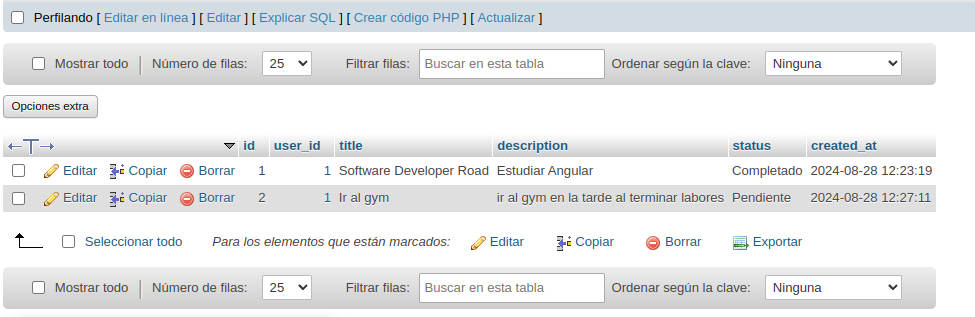 Perfilando [ Editar en línea ] [ Editar ] [ Explicar SQL ] [ Crear código PHP ] [ Actualizar ]
Mostrar todo Número de filas: 25 Filtrar filas: Buscar en esta tabla Ordenar según la clave: Ninguna
Opciones extra
id user_id title description status created_at
Editar Copiar Borrar 1 1 Software Developer Road Estudiar Angular Completado 2024-08-28 12:23:19
Editar Copiar Borrar 2 1 Ir al gym ir al gym en la tarde al terminar labores Pendiente 2024-08-28 12:27:11
Seleccionar todo Para los elementos que están marcados: Editar Copiar Borrar Exportar
Mostrar todo Número de filas: 25 Filtrar filas: Buscar en esta tabla Ordenar según la clave: Ninguna